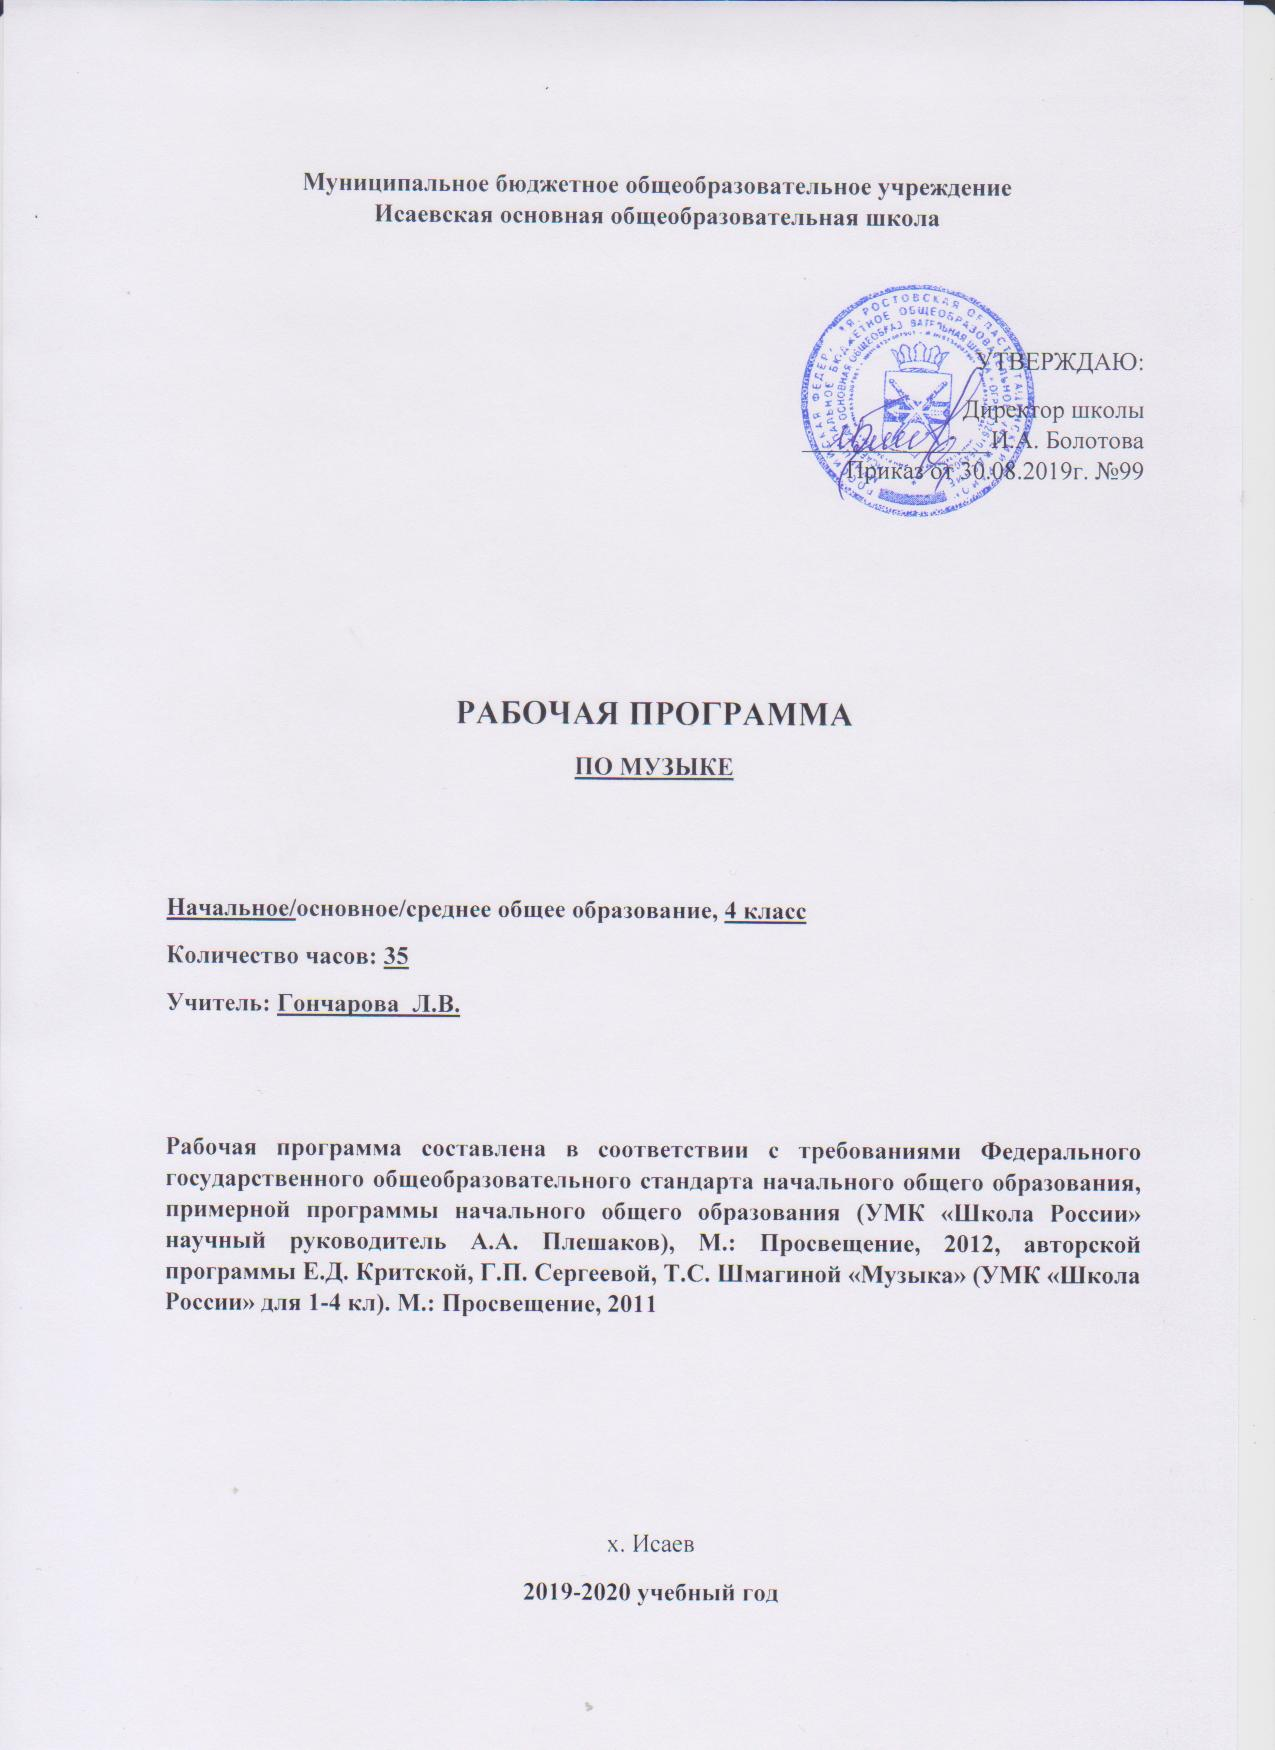 Муниципальное бюджетное общеобразовательное учреждение
Исаевская основная общеобразовательная школа
УТВЕРЖДАЮ:
Директор школы
И.А. Болотова
Приказ от 30.08.2019г. №99
РАБОЧАЯ ПРОГРАММА
ПО МУЗЫКЕ
Начальное/основное/среднее общее образование, 4 класс
Количество часов: 35
Учитель: Гончарова Л.В.
Рабочая программа составлена в соответствии с требованиями Федерального
государственного общеобразовательного стандарта начального общего образования,
примерной программы начального общего образования (УМК «Школа России»
научный руководитель А.А. Плешаков), М.: Просвещение, 2012, авторской
программы Е.Д. Критской, Г.П. Сергеевой, Т.С. Шмагиной «Музыка» (УМК «Школа
России» для 1-4 кл). М.: Просвещение, 2011
х. Исаев
2019-2020 учебный год